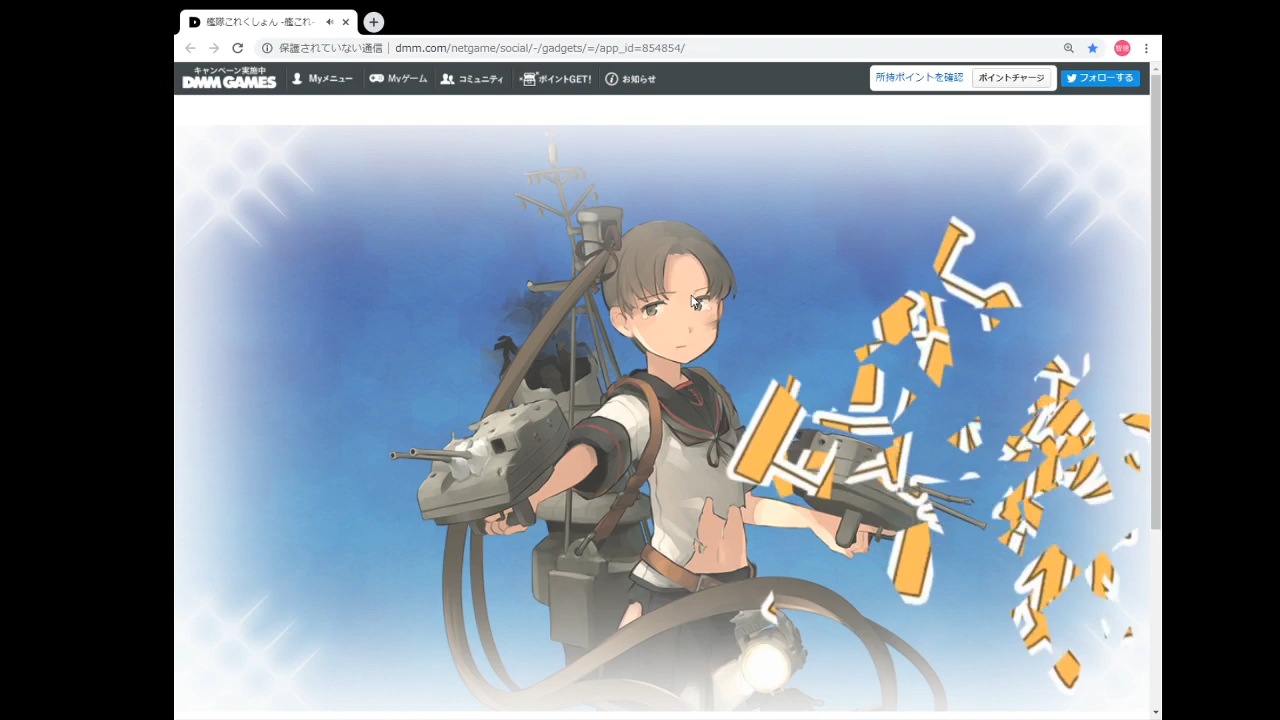 艦隊これくしょん -艦これ-
保護されていない通信 | dmm.com/netgame/social/-/gadgets/=/app_id=854854/
智徳
キャンペーン実施中
DMM GAMES
Myメニュー
Myゲーム
コミュニティ
ポイントGET!
お知らせ
所持ポイントを確認
ポイントチャージ
フォローする